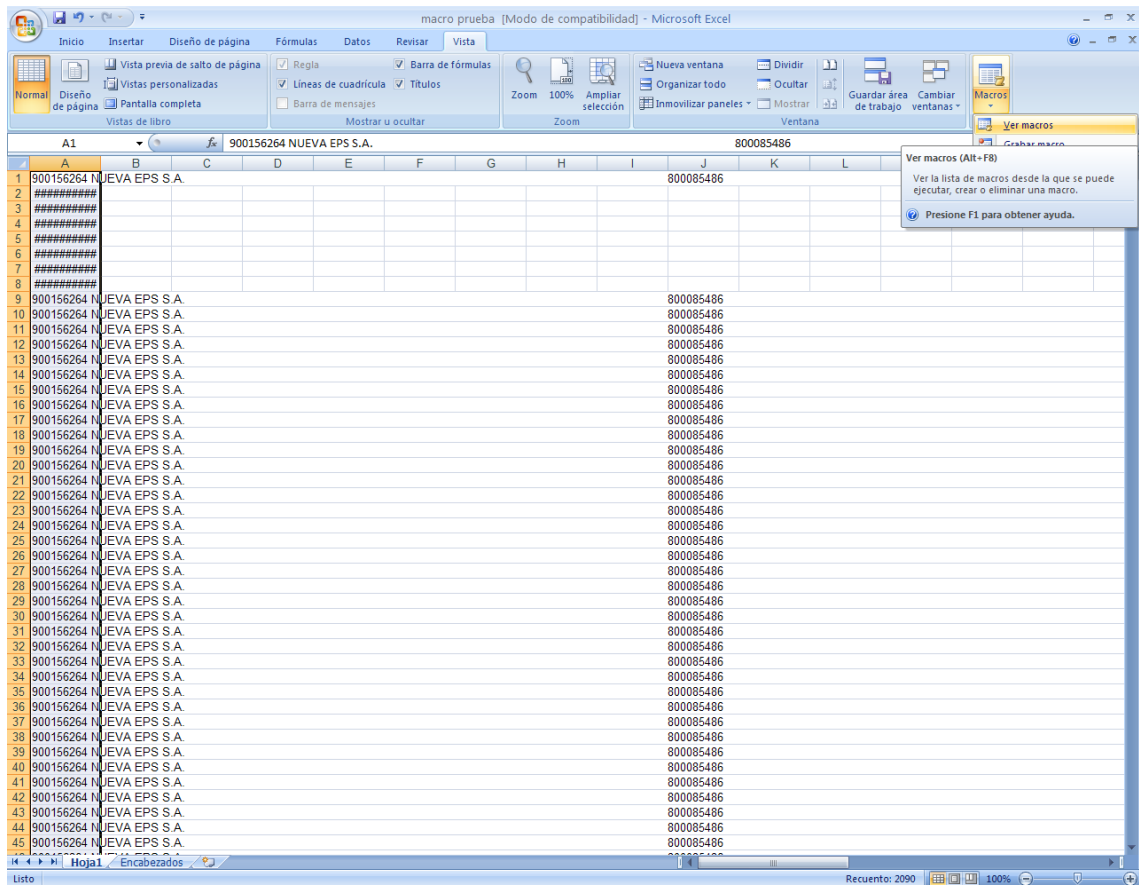 macro prueba [Modo de compatibilidad] - Microsoft Excel
Inicio Insertar Diseño de página Fórmulas Datos Revisar Vista
Normal
Diseño de página
Vista previa de salto de página
Vistas personalizadas
Pantalla completa
Vistas de libro
Regla
Líneas de cuadrícula
Barra de mensajes
Barra de fórmulas
Títulos
Mostrar u ocultar
Zoom
100%
Ampliar selección
Zoom
Nueva ventana
Organizar todo
Inmovilizar paneles
Dividir
Ocultar
Mostrar
Guardar área de trabajo
Cambiar ventanas
Ventana
Macros
Ver macros
Grabar macro
Ver macros (Alt+F8)
Ver la lista de macros desde la que se puede
ejecutar, crear o eliminar una macro.
Presione F1 para obtener ayuda.
A1 fx 900156264 NUEVA EPS S.A. 800085486
A B C D E F G H I J K L
1 900156264 NUEVA EPS S.A. 800085486
2 ##########
3 ##########
4 ##########
5 ##########
6 ##########
7 ##########
8 ##########
9 900156264 NUEVA EPS S.A. 800085486
10 900156264 NUEVA EPS S.A. 800085486
11 900156264 NUEVA EPS S.A. 800085486
12 900156264 NUEVA EPS S.A. 800085486
13 900156264 NUEVA EPS S.A. 800085486
14 900156264 NUEVA EPS S.A. 800085486
15 900156264 NUEVA EPS S.A. 800085486
16 900156264 NUEVA EPS S.A. 800085486
17 900156264 NUEVA EPS S.A. 800085486
18 900156264 NUEVA EPS S.A. 800085486
19 900156264 NUEVA EPS S.A. 800085486
20 900156264 NUEVA EPS S.A. 800085486
21 900156264 NUEVA EPS S.A. 800085486
22 900156264 NUEVA EPS S.A. 800085486
23 900156264 NUEVA EPS S.A. 800085486
24 900156264 NUEVA EPS S.A. 800085486
25 900156264 NUEVA EPS S.A. 800085486
26 900156264 NUEVA EPS S.A. 800085486
27 900156264 NUEVA EPS S.A. 800085486
28 900156264 NUEVA EPS S.A. 800085486
29 900156264 NUEVA EPS S.A. 800085486
30 900156264 NUEVA EPS S.A. 800085486
31 900156264 NUEVA EPS S.A. 800085486
32 900156264 NUEVA EPS S.A. 800085486
33 900156264 NUEVA EPS S.A. 800085486
34 900156264 NUEVA EPS S.A. 800085486
35 900156264 NUEVA EPS S.A. 800085486
36 900156264 NUEVA EPS S.A. 800085486
37 900156264 NUEVA EPS S.A. 800085486
38 900156264 NUEVA EPS S.A. 800085486
39 900156264 NUEVA EPS S.A. 800085486
40 900156264 NUEVA EPS S.A. 800085486
41 900156264 NUEVA EPS S.A. 800085486
42 900156264 NUEVA EPS S.A. 800085486
43 900156264 NUEVA EPS S.A. 800085486
44 900156264 NUEVA EPS S.A. 800085486
45 900156264 NUEVA EPS S.A. 800085486
Hoja1 Encabezados
Listo Recuento: 2090 100%